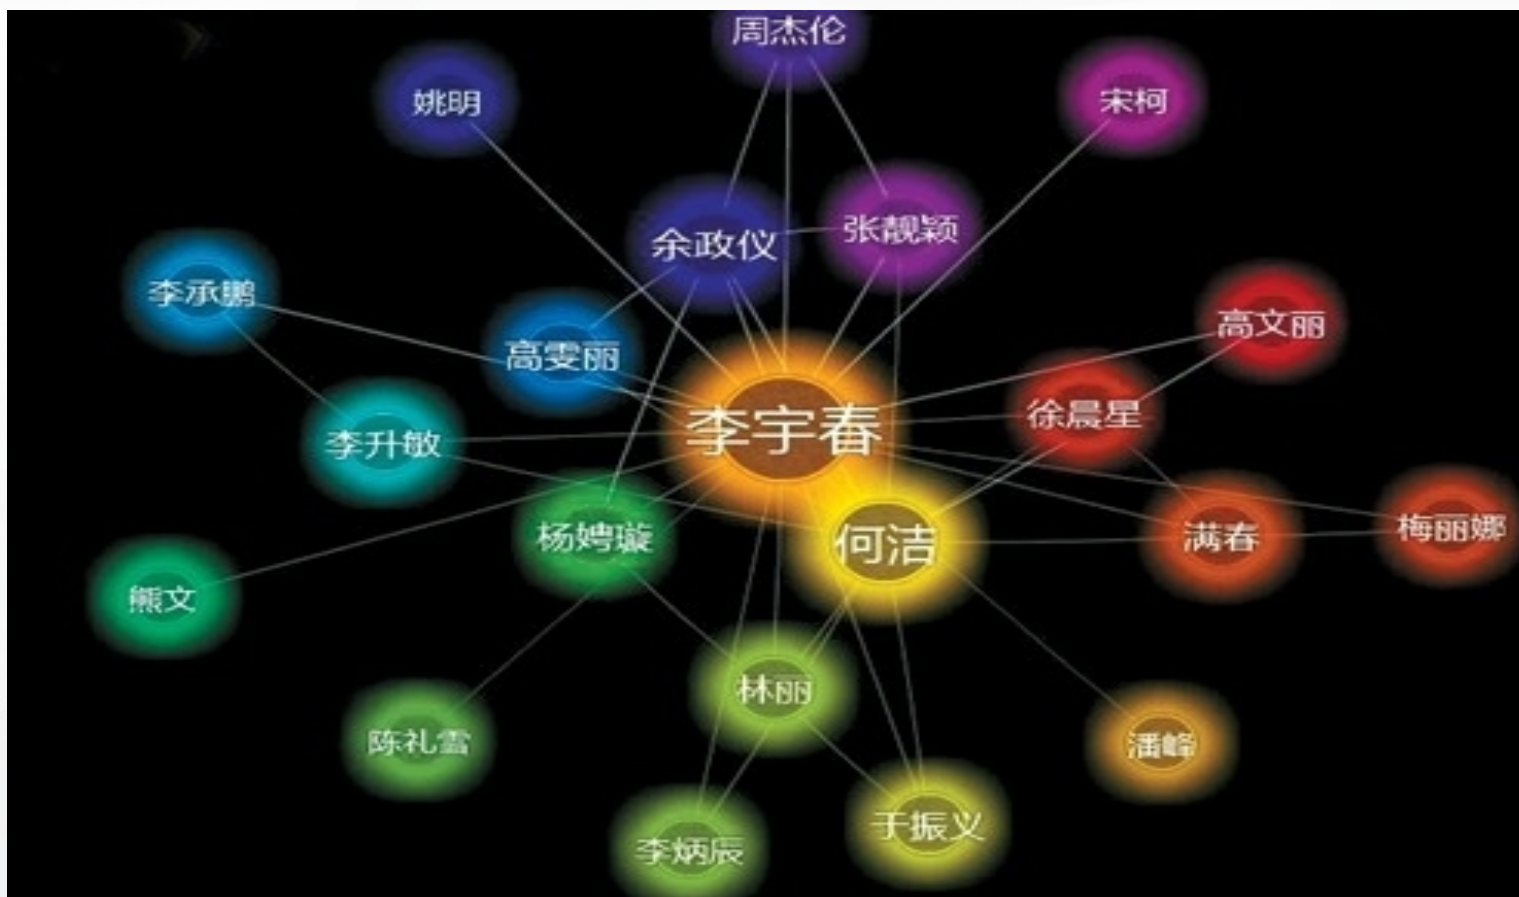 周杰伦
姚明
宋柯
余政仪
张靓颖
李承鹏
高雯丽
高文丽
李宇春
徐晨星
李升敏
杨娉璇
何洁
满春
梅丽娜
熊文
林丽
陈礼雪
潘峰
李炳辰
于振义